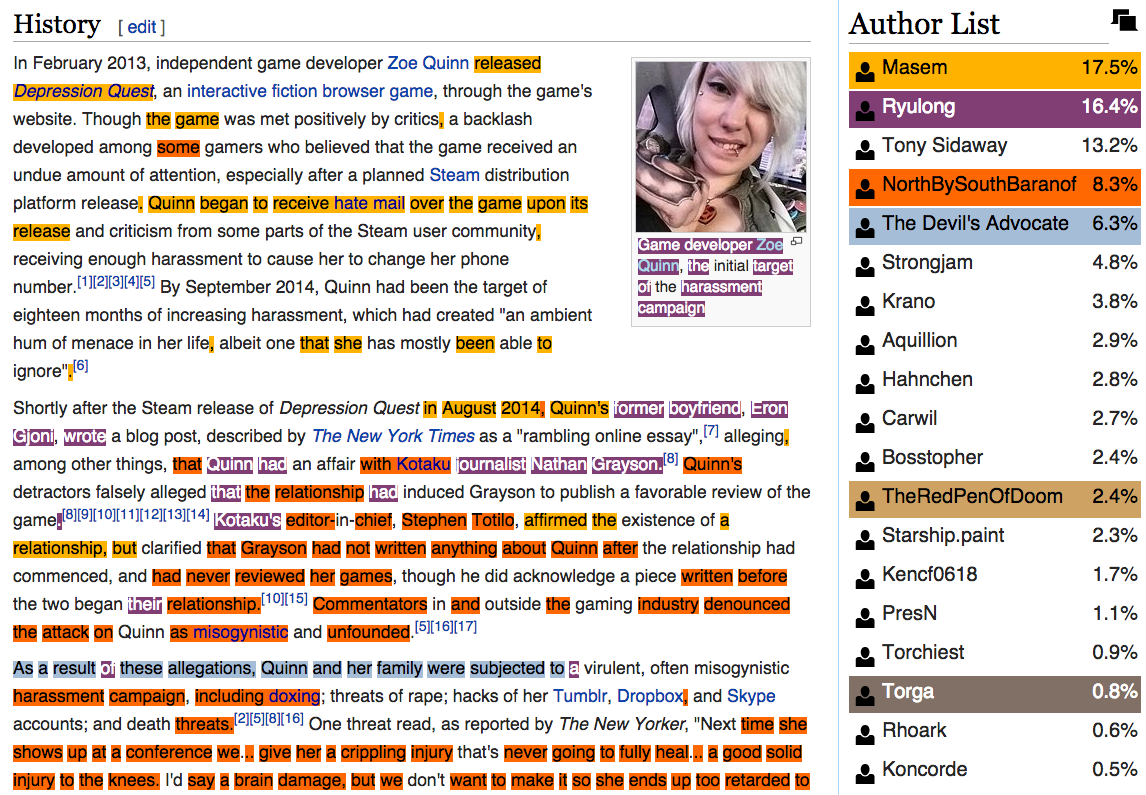 History [ edit ]
In February 2013, independent game developer Zoe Quinn released
Depression Quest, an interactive fiction browser game, through the game's
website. Though the game was met positively by critics, a backlash
developed among some gamers who believed that the game received an
undue amount of attention, especially after a planned Steam distribution
platform release. Quinn began to receive hate mail over the game upon its
release and criticism from some parts of the Steam user community,
receiving enough harassment to cause her to change her phone
number.[1][2][3][4][5] By September 2014, Quinn had been the target of
eighteen months of increasing harassment, which had created "an ambient
hum of menace in her life, albeit one that she has mostly been able to
ignore".[6]
Game developer Zoe
Quinn, the initial target
of the harassment
campaign
Shortly after the Steam release of Depression Quest in August 2014, Quinn's former boyfriend, Eron
Gjoni, wrote a blog post, described by The New York Times as a "rambling online essay",[7] alleging,
among other things, that Quinn had an affair with Kotaku journalist Nathan Grayson.[8] Quinn's
detractors falsely alleged that the relationship had induced Grayson to publish a favorable review of the
game.[8][9][10][11][12][13][14] Kotaku's editor-in-chief, Stephen Totilo, affirmed the existence of a
relationship, but clarified that Grayson had not written anything about Quinn after the relationship had
commenced, and had never reviewed her games, though he did acknowledge a piece written before
the two began their relationship.[10][15] Commentators in and outside the gaming industry denounced
the attack on Quinn as misogynistic and unfounded.[5][16][17]
As a result of these allegations, Quinn and her family were subjected to a virulent, often misogynistic
harassment campaign, including doxing; threats of rape; hacks of her Tumblr, Dropbox, and Skype
accounts; and death threats.[2][5][8][16] One threat read, as reported by The New Yorker, "Next time she
shows up at a conference we... give her a crippling injury that's never going to fully heal... a good solid
injury to the knees. I'd say a brain damage, but we don't want to make it so she ends up too retarded to
Author List
Masem 17.5%
Ryulong 16.4%
Tony Sidaway 13.2%
NorthBySouthBaranof 8.3%
The Devil's Advocate 6.3%
Strongjam 4.8%
Krano 3.8%
Aquillion 2.9%
Hahnchen 2.8%
Carwil 2.7%
Bosstopher 2.4%
TheRedPenOfDoom 2.4%
Starship.paint 2.3%
Kencf0618 1.7%
PresN 1.1%
Torchiest 0.9%
Torga 0.8%
Rhoark 0.6%
Koncorde 0.5%